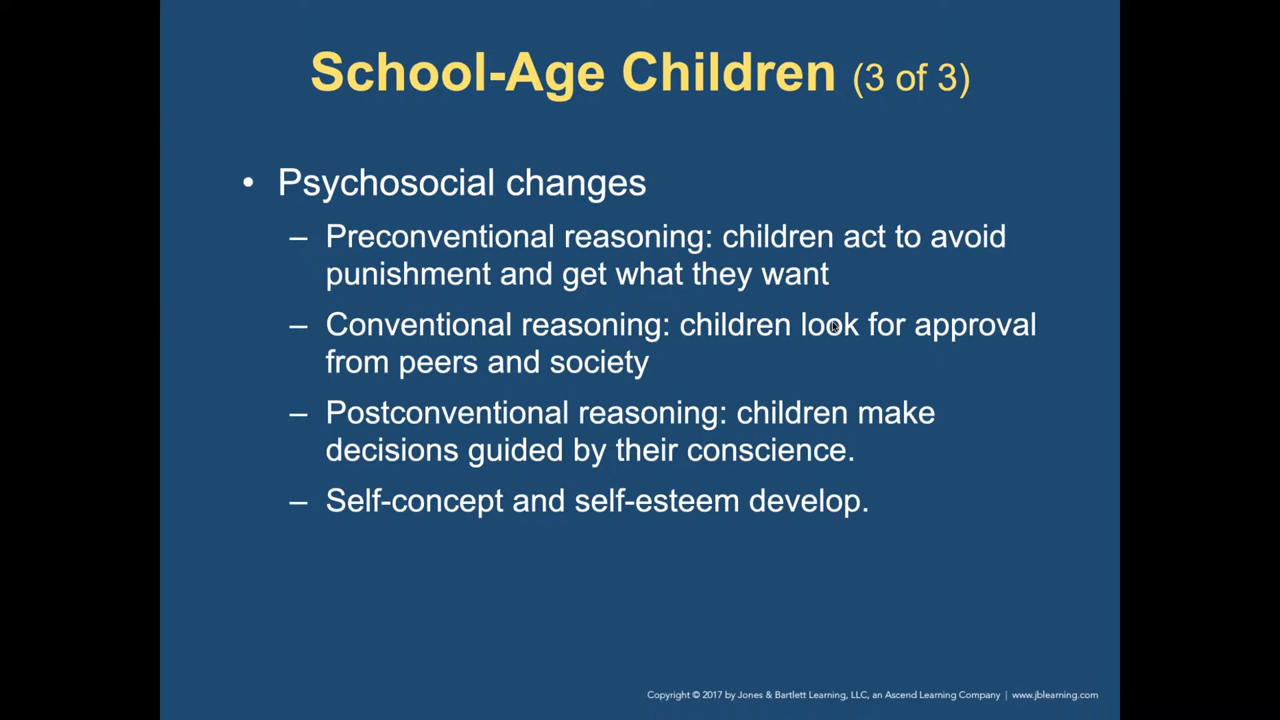 School-Age Children (3 of 3)
• Psychosocial changes
– Preconventional reasoning: children act to avoid
punishment and get what they want
– Conventional reasoning: children look for approval
from peers and society
– Postconventional reasoning: children make
decisions guided by their conscience.
– Self-concept and self-esteem develop.
Copyright © 2017 by Jones & Bartlett Learning, LLC, an Ascend Learning Company | www.jblearning.com